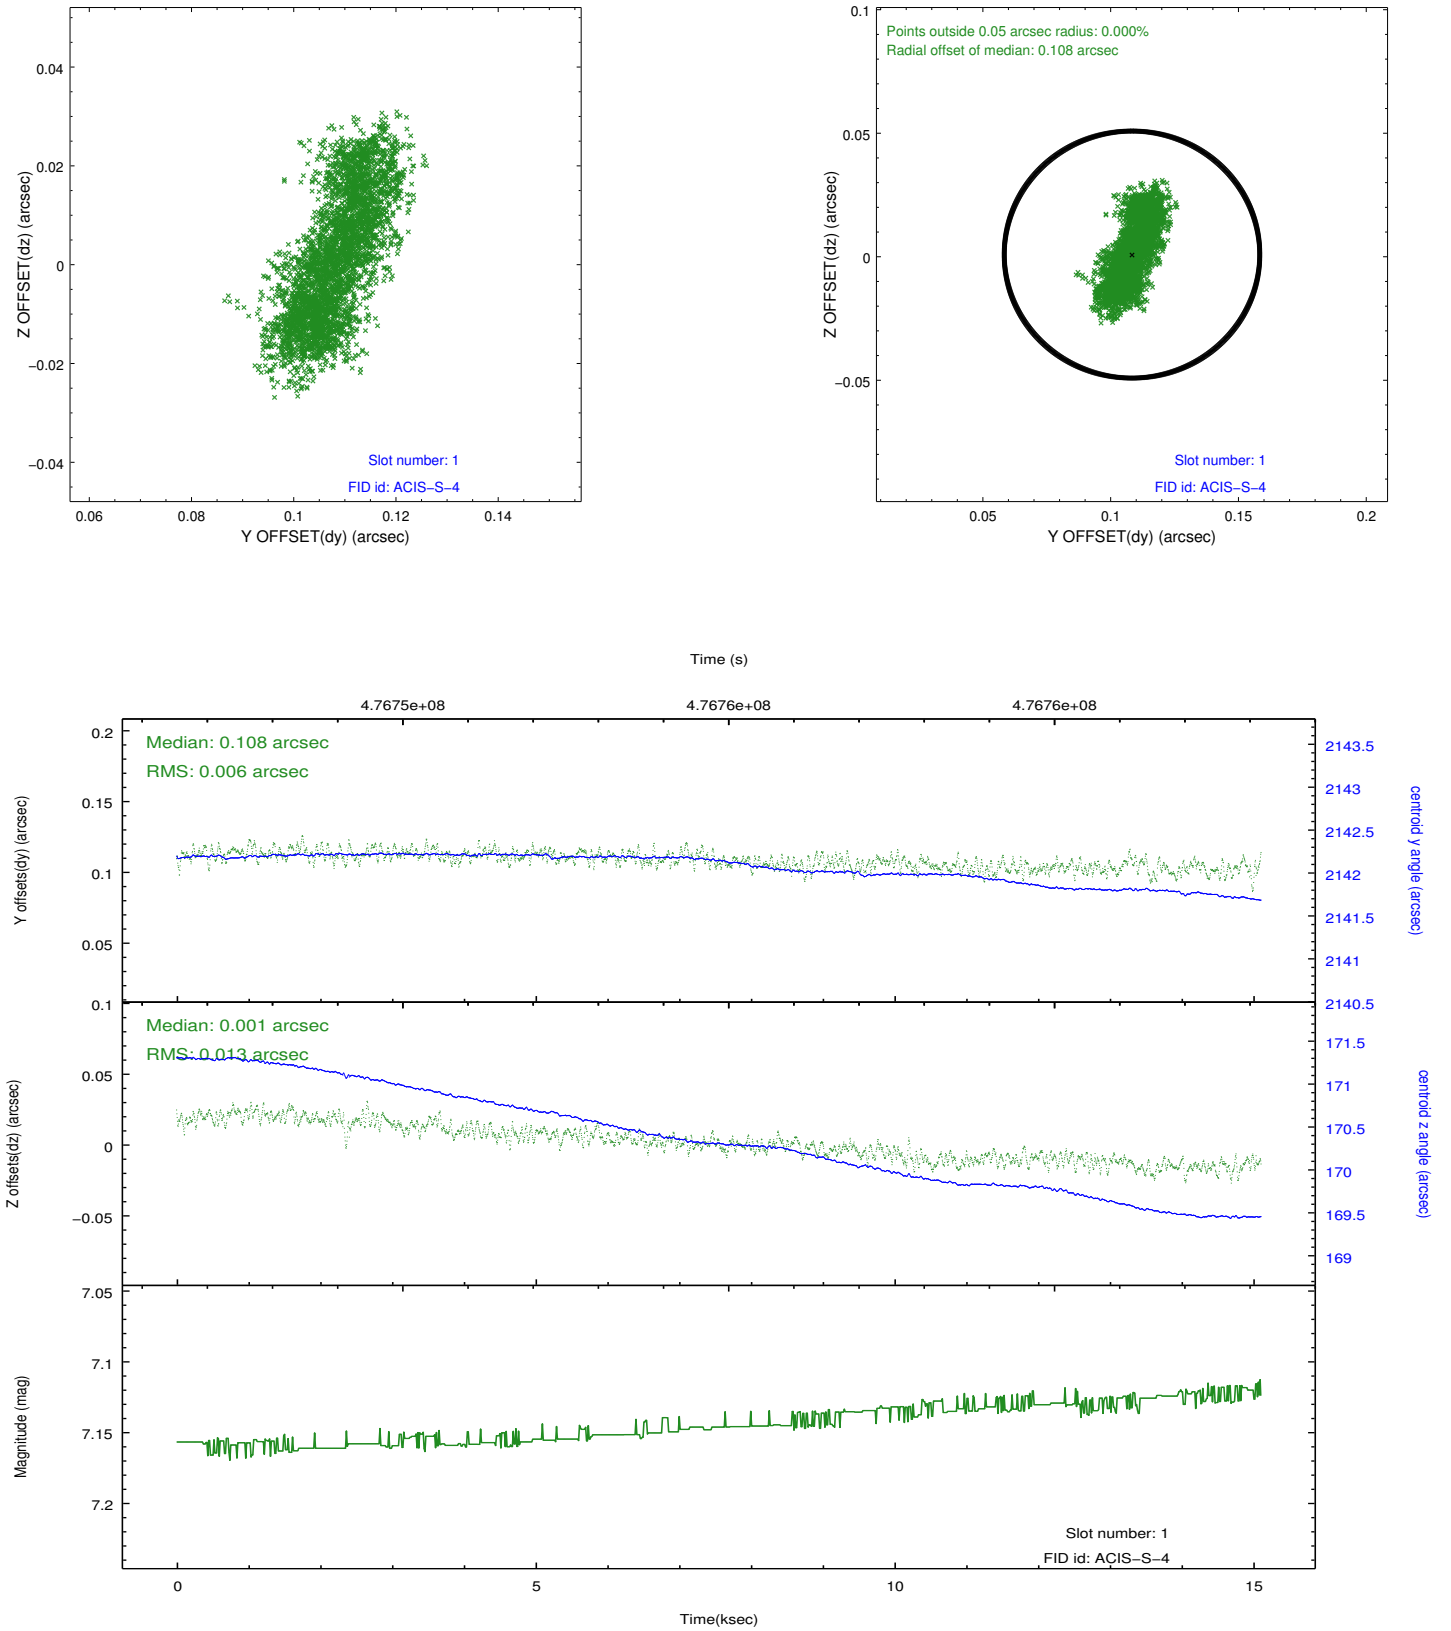 0.04
0.02
0
−0.02
−0.04
Z OFFSET(dz) (arcsec)
Slot number: 1
FID id: ACIS−S−4
0.06
0.08
0.1
0.12
0.14
Y OFFSET(dy) (arcsec)
Points outside 0.05 arcsec radius: 0.000%
Radial offset of median: 0.108 arcsec
0.1
0.05
0
−0.05
Z OFFSET(dz) (arcsec)
Slot number: 1
FID id: ACIS−S−4
0.05
0.1
0.15
0.2
Y OFFSET(dy) (arcsec)
Time (s)
4.7675e+08
4.7676e+08
4.7676e+08
Median: 0.108 arcsec
RMS: 0.006 arcsec
0.2
0.15
0.1
0.05
Y offsets(dy) (arcsec)
2143.5
2143
2142.5
2142
2141.5
2141
2140.5
centroid y angle (arcsec)
Median: 0.001 arcsec
RMS: 0.013 arcsec
0.1
0.05
0
−0.05
Z offsets(dz) (arcsec)
171.5
171
170.5
170
169.5
169
centroid z angle (arcsec)
7.05
7.1
7.15
7.2
Magnitude (mag)
Slot number: 1
FID id: ACIS−S−4
0
5
10
15
Time(ksec)